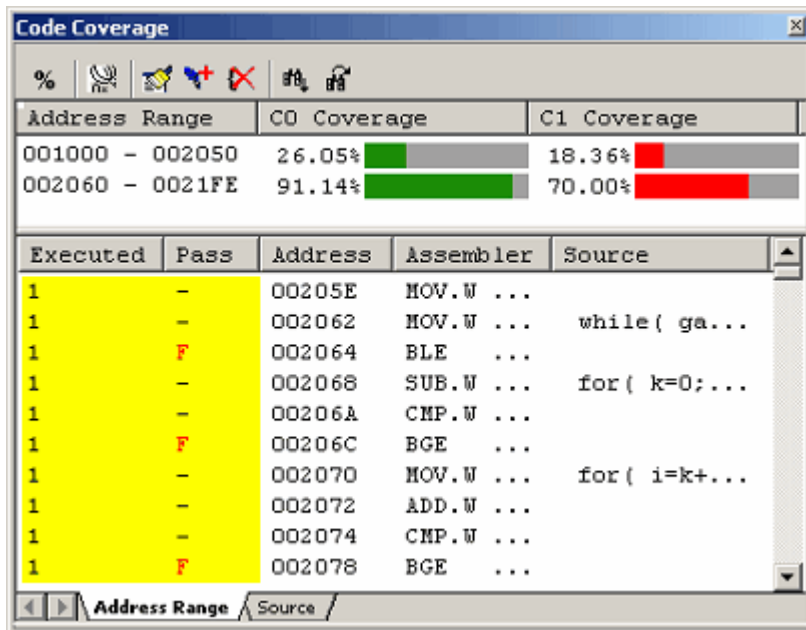 Code Coverage
%
Address Range C0 Coverage C1 Coverage
001000 - 002050 26.05% 18.36%
002060 - 0021FE 91.14% 70.00%
Executed Pass Address Assembler Source
1 - 00205E MOV.W ...
1 - 002062 MOV.W ... while( ga...
1 F 002064 BLE ...
1 - 002068 SUB.W ... for( k=0;...
1 - 00206A CMP.W ...
1 F 00206C BGE ...
1 - 002070 MOV.W ... for( i=k+...
1 - 002072 ADD.W ...
1 - 002074 CMP.W ...
1 F 002078 BGE ...
Address Range Source